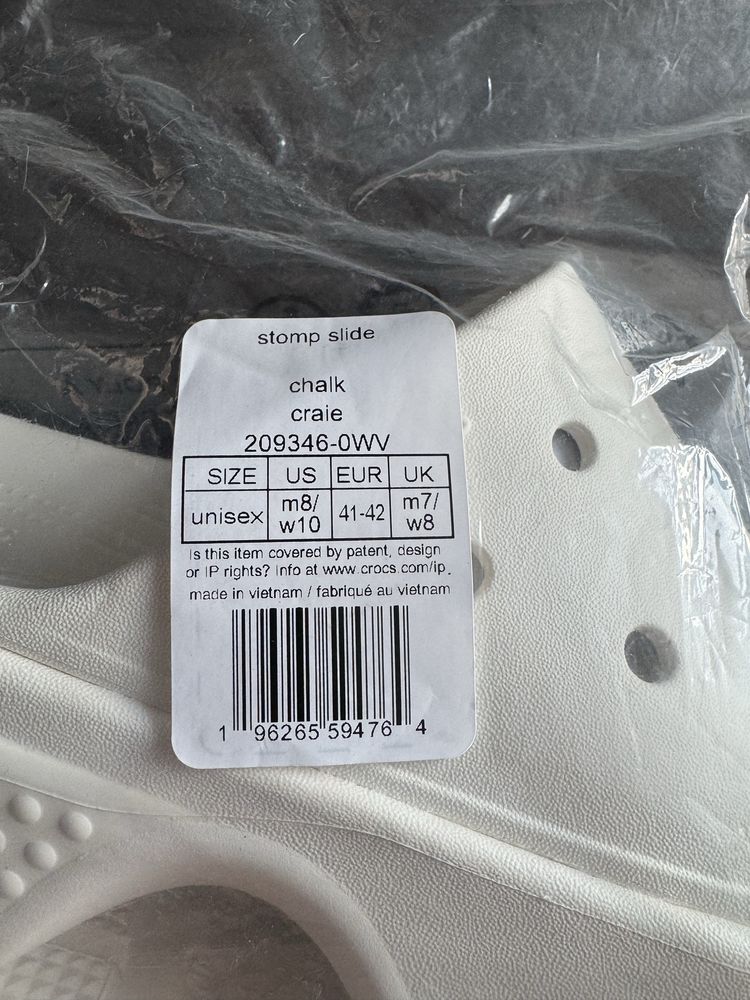 stomp slide
chalk
craie
209346-0WV
SIZE US EUR UK
unisex m8/ w10 41-42 m7/ w8
Is this item covered by patent, design
or IP rights? Info at www.crocs.com/ip.
made in vietnam / fabriqué au vietnam
1 96265 59476 4